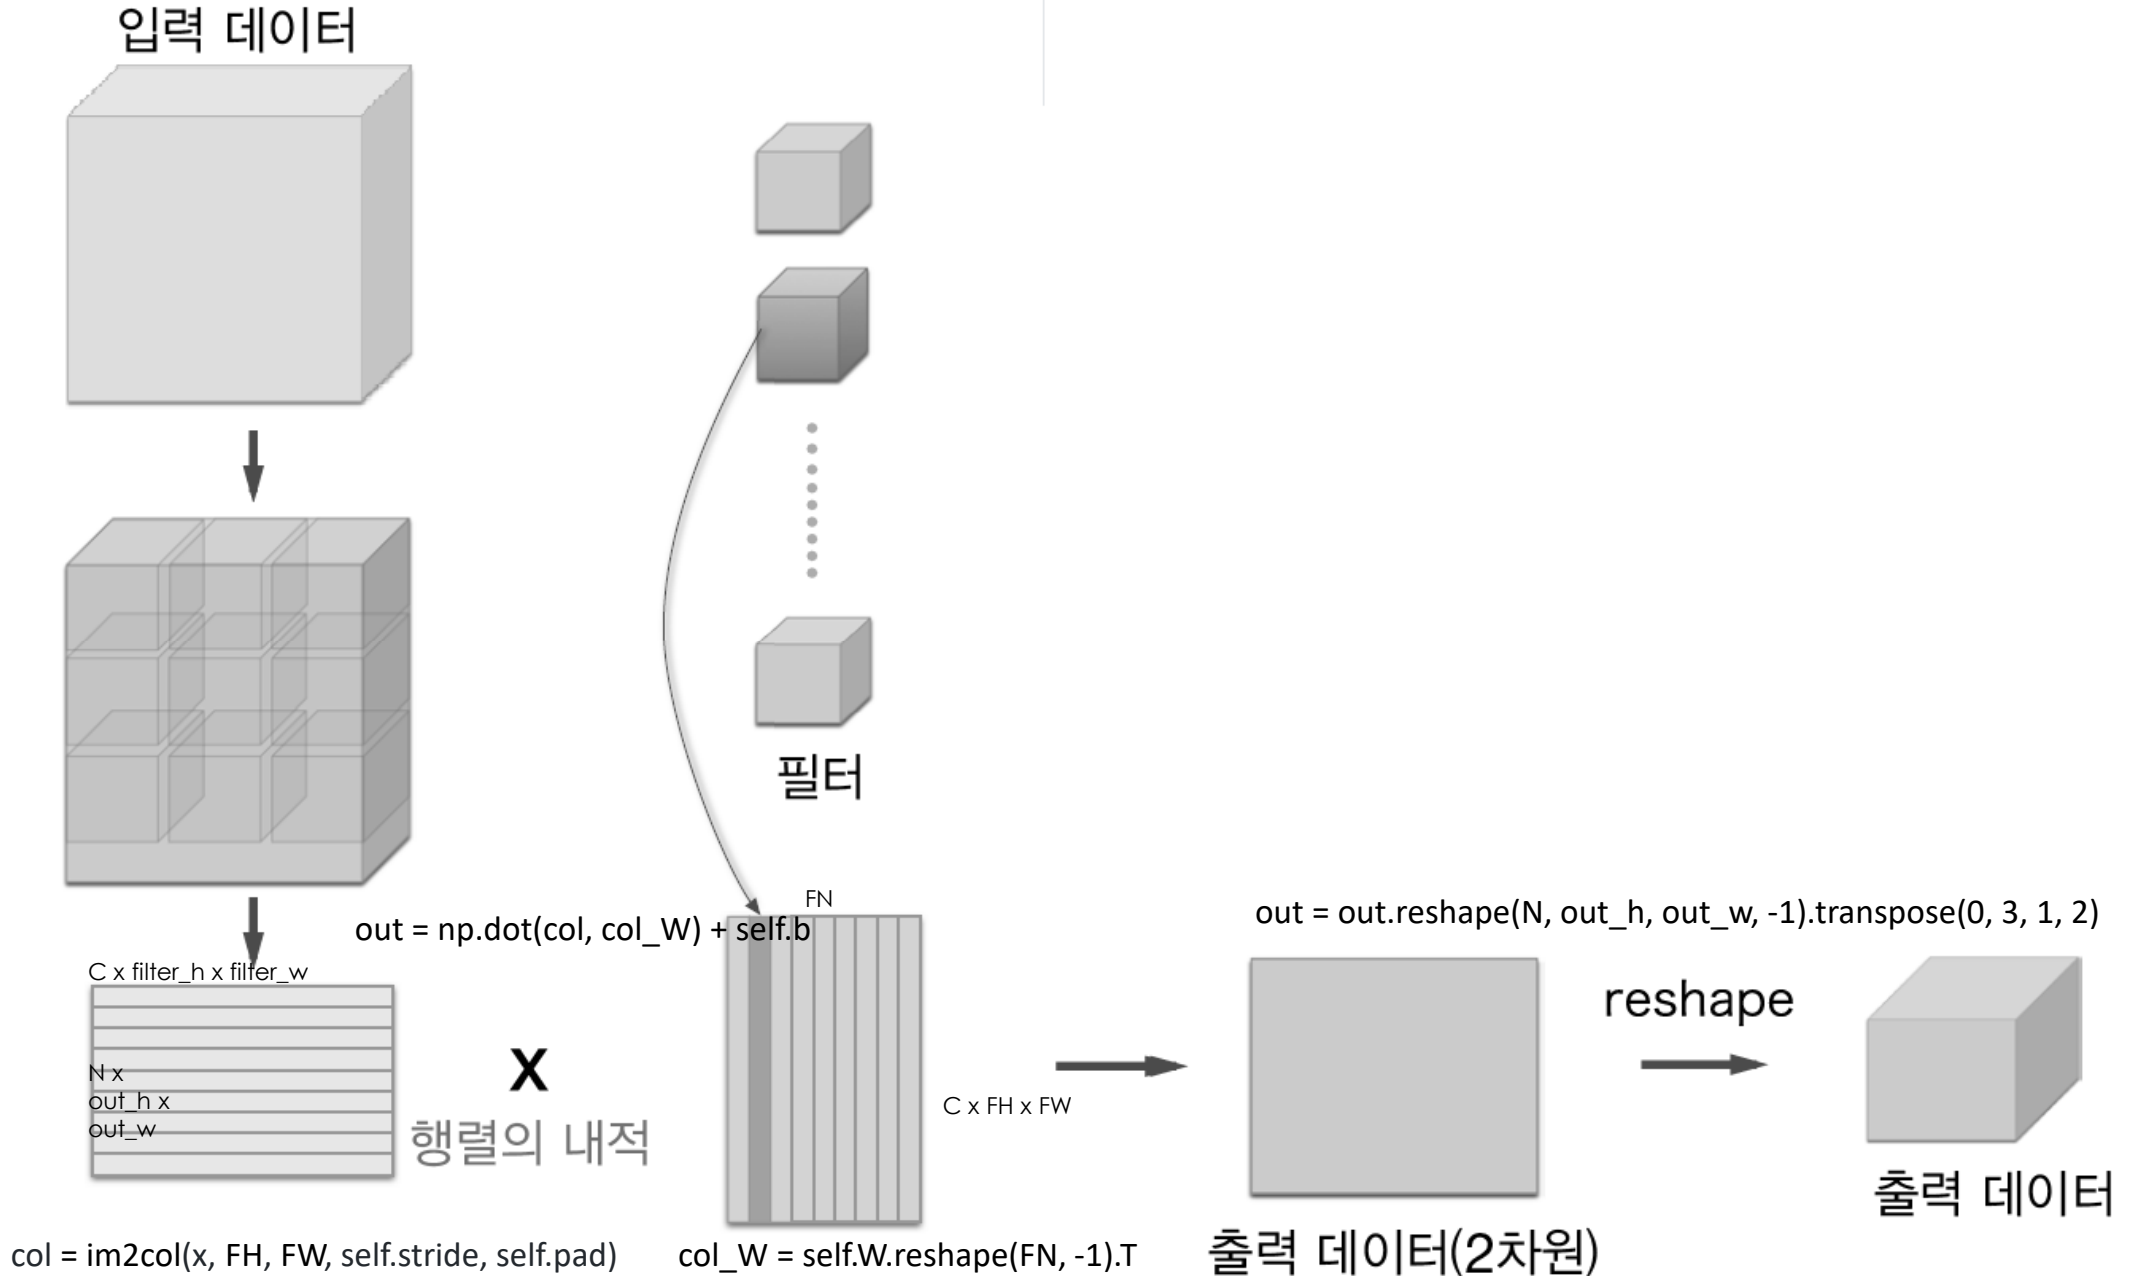 입력 데이터
필터
FN
out = np.dot(col, col_W) + self.b
out = out.reshape(N, out_h, out_w, -1).transpose(0, 3, 1, 2)
C x filter_h x filter_w
reshape
N x
out_h x
out_w
X
행렬의 내적
C x FH x FW
출력 데이터
col = im2col(x, FH, FW, self.stride, self.pad)
col_W = self.W.reshape(FN, -1).T
출력 데이터(2차원)